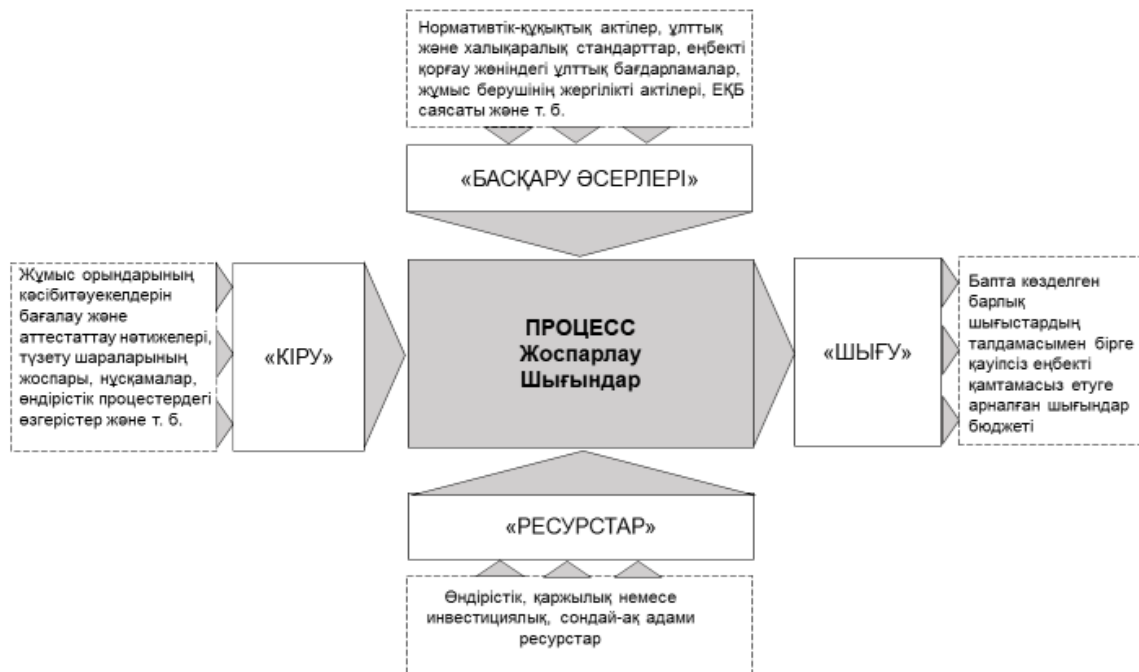 Нормативтік-құқықтық актілер, ұлттық
және халықаралық стандарттар, еңбекті
қорғау жөніндегі ұлттық бағдарламалар,
жұмыс берушінің жергілікті актілері, ЕҚБ
саясаты және т. б.
«БАСҚАРУ ӘСЕРЛЕРІ»
Жұмыс орындарының
кәсібитәуекелдерін
бағалау және
аттестаттау нәтижелері,
түзету шараларының
жоспары, нұсқамалар,
өндірістік процестердегі
өзгерістер және т. б.
«КІРУ»
ПРОЦЕСС
Жоспарлау
Шығындар
«ШЫҒУ»
Бапта көзделген
барлық
шығыстардың
талдамасымен бірге
қауіпсіз еңбекті
қамтамасыз етуге
арналған шығындар
бюджеті
«РЕСУРСТАР»
Өндірістік, қаржылық немесе
инвестициялық, сондай-ақ адами
ресурстар